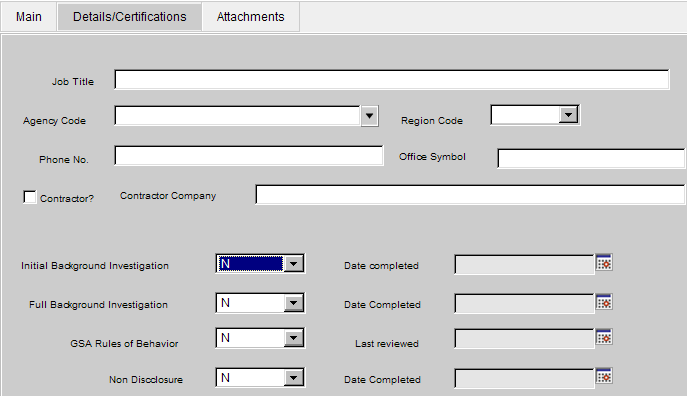 Main Details/Certifications Attachments
Job Title
Agency Code Region Code
Phone No. Office Symbol
Contractor? Contractor Company
Initial Background Investigation N Date completed
Full Background Investigation N Date Completed
GSA Rules of Behavior N Last reviewed
Non Discclosure N Date Completed